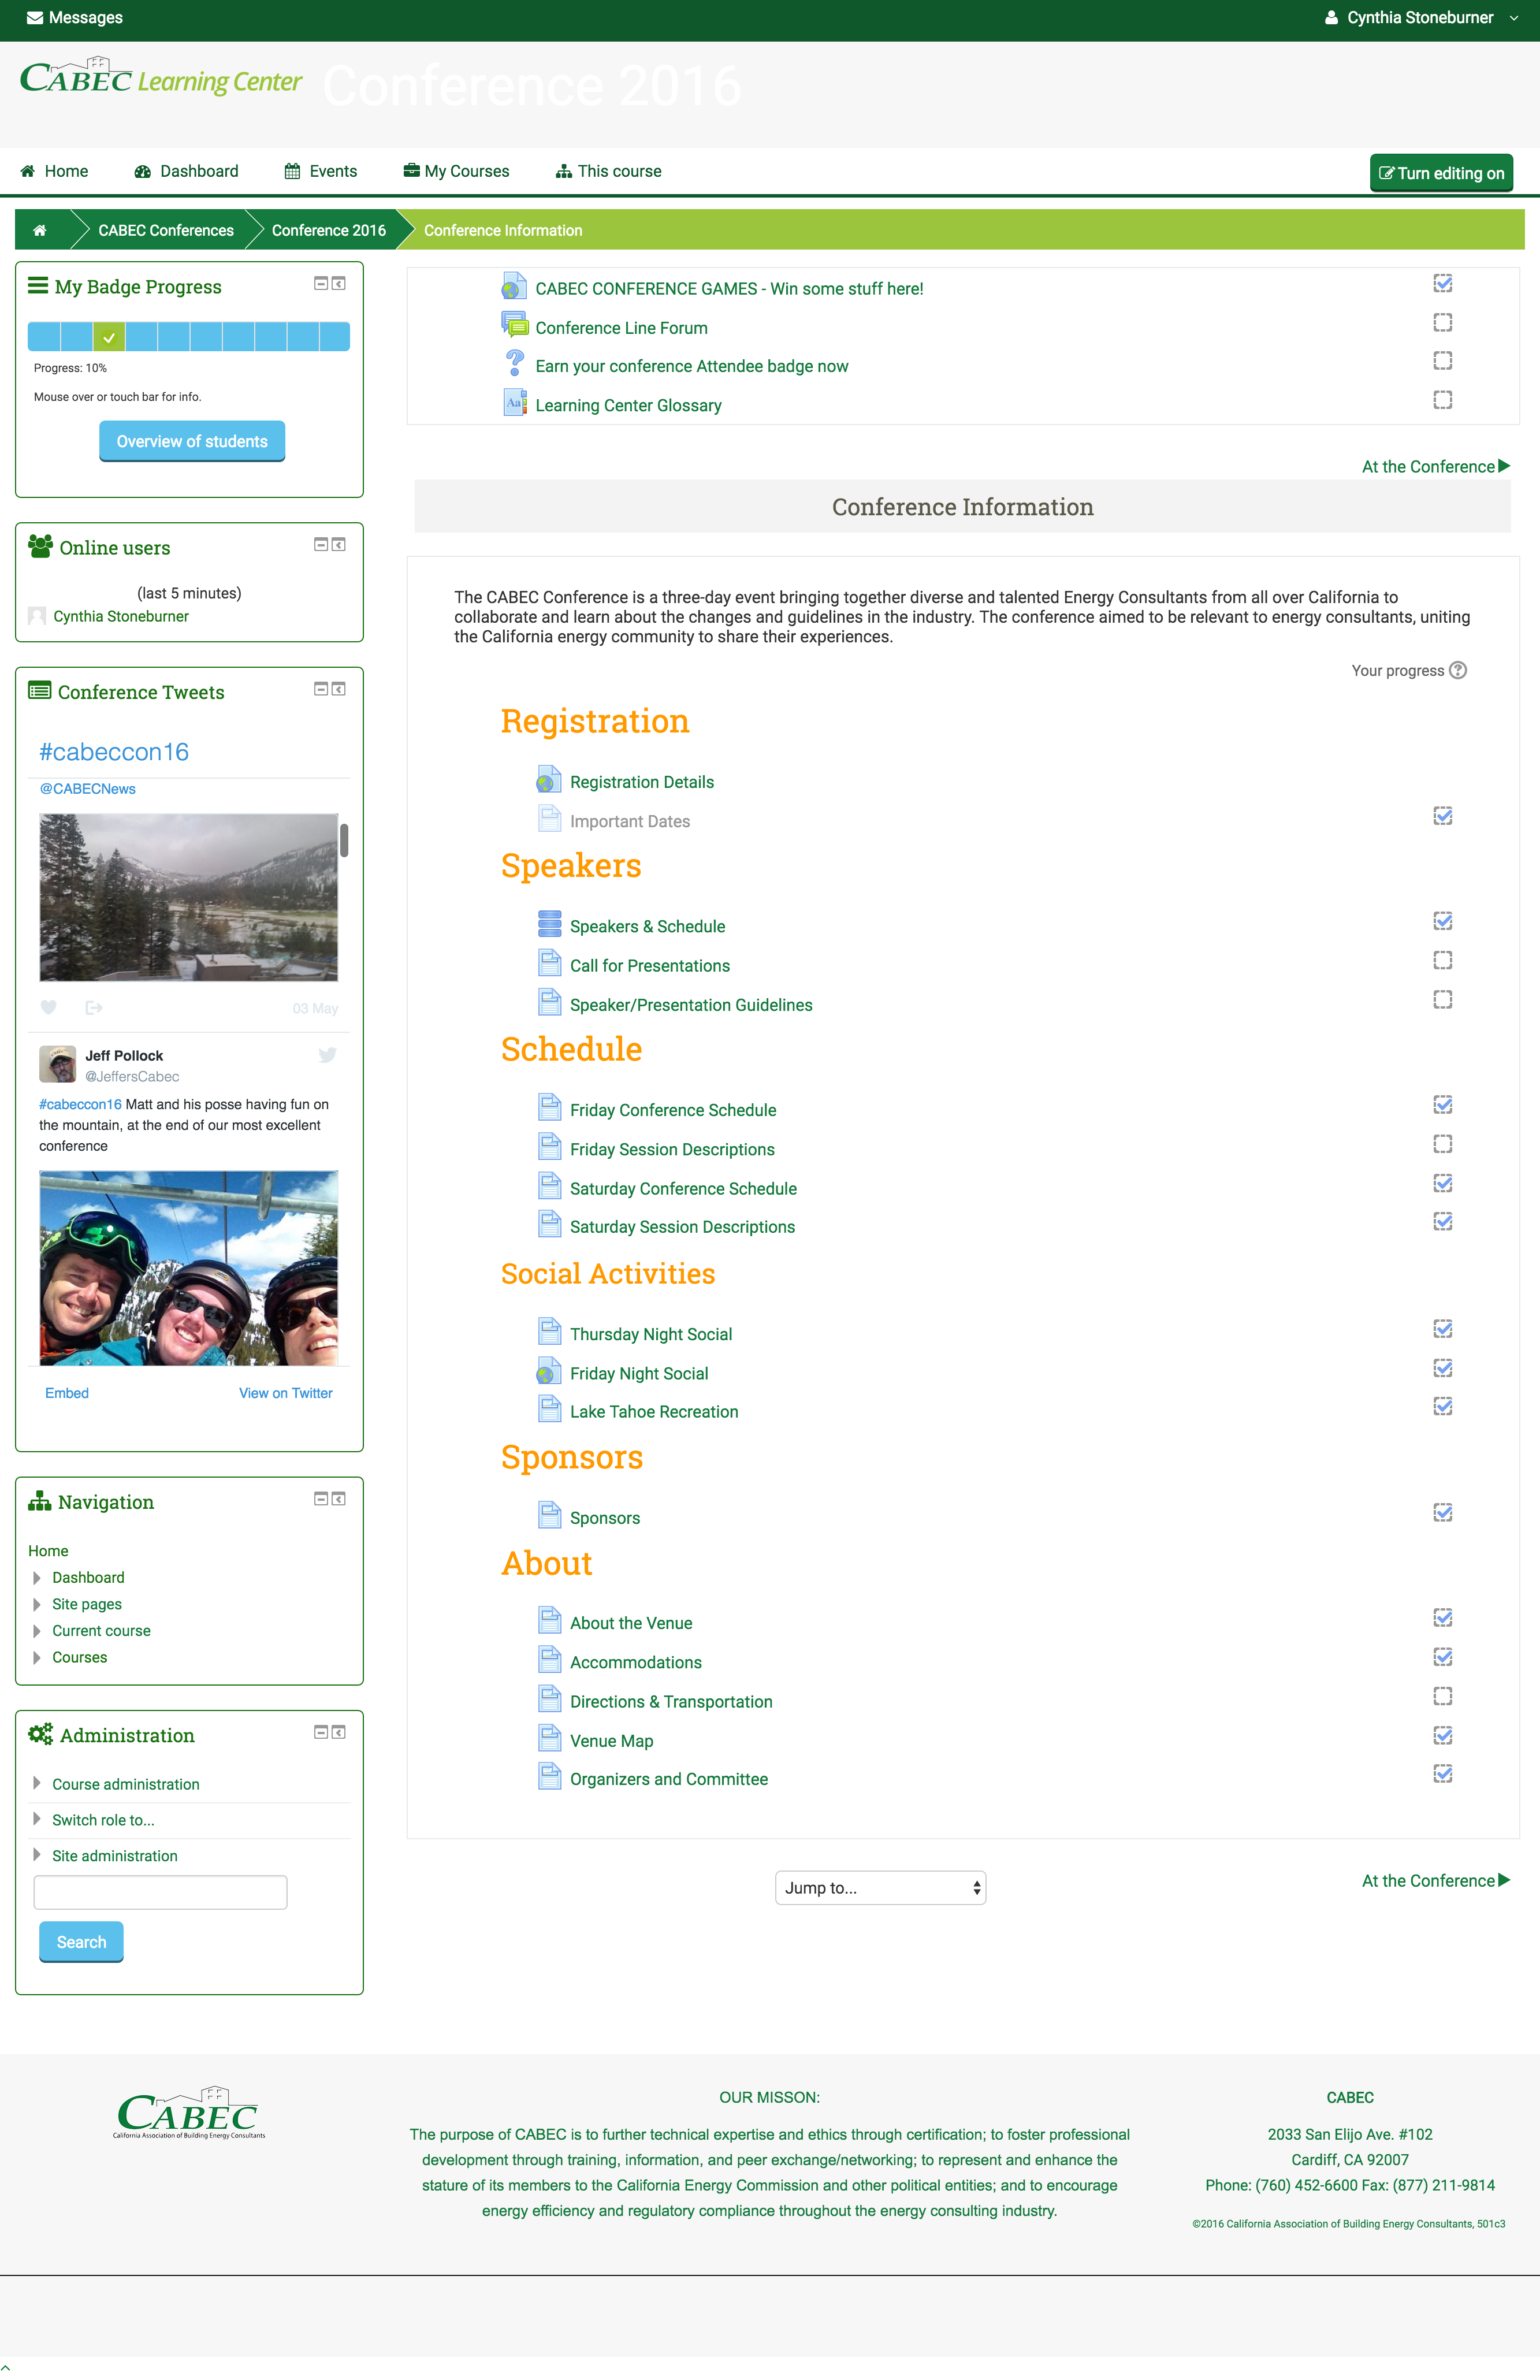 Messages
Cynthia Stoneburner
CABEC Learning Center
Conference 2016
Home
Dashboard
Events
My Courses
This course
Turn editing on
CABEC Conferences
Conference 2016
Conference Information
My Badge Progress
Progress: 10%
Mouse over or touch bar for info.
Overview of students
Online users
(last 5 minutes)
Cynthia Stoneburner
Conference Tweets
#cabeccon16
@CABECNews
03 May
Jeff Pollock
@JeffersCabec
#cabeccon16 Matt and his posse having fun on
the mountain, at the end of our most excellent
conference
Embed
View on Twitter
Navigation
Home
Dashboard
Site pages
Current course
Courses
Administration
Course administration
Switch role to...
Site administration
Search
CABEC CONFERENCE GAMES - Win some stuff here!
Conference Line Forum
Earn your conference Attendee badge now
Aa
Learning Center Glossary
At the Conference
Conference Information
The CABEC Conference is a three-day event bringing together diverse and talented Energy Consultants from all over California to
collaborate and learn about the changes and guidelines in the industry. The conference aimed to be relevant to energy consultants, uniting
the California energy community to share their experiences.
Your progress
Registration
Registration Details
Important Dates
Speakers
Speakers & Schedule
Call for Presentations
Speaker/Presentation Guidelines
Schedule
Friday Conference Schedule
Friday Session Descriptions
Saturday Conference Schedule
Saturday Session Descriptions
Social Activities
Thursday Night Social
Friday Night Social
Lake Tahoe Recreation
Sponsors
Sponsors
About
About the Venue
Accommodations
Directions & Transportation
Venue Map
Organizers and Committee
Jump to...
At the Conference
CABEC
California Association of Building Energy Consultants
OUR MISSON:
The purpose of CABEC is to further technical expertise and ethics through certification; to foster professional
development through training, information, and peer exchange/networking; to represent and enhance the
stature of its members to the California Energy Commission and other political entities; and to encourage
energy efficiency and regulatory compliance throughout the energy consulting industry.
CABEC
2033 San Elijo Ave. #102
Cardiff, CA 92007
Phone: (760) 452-6600 Fax: (877) 211-9814
©2016 California Association of Building Energy Consultants, 501c3